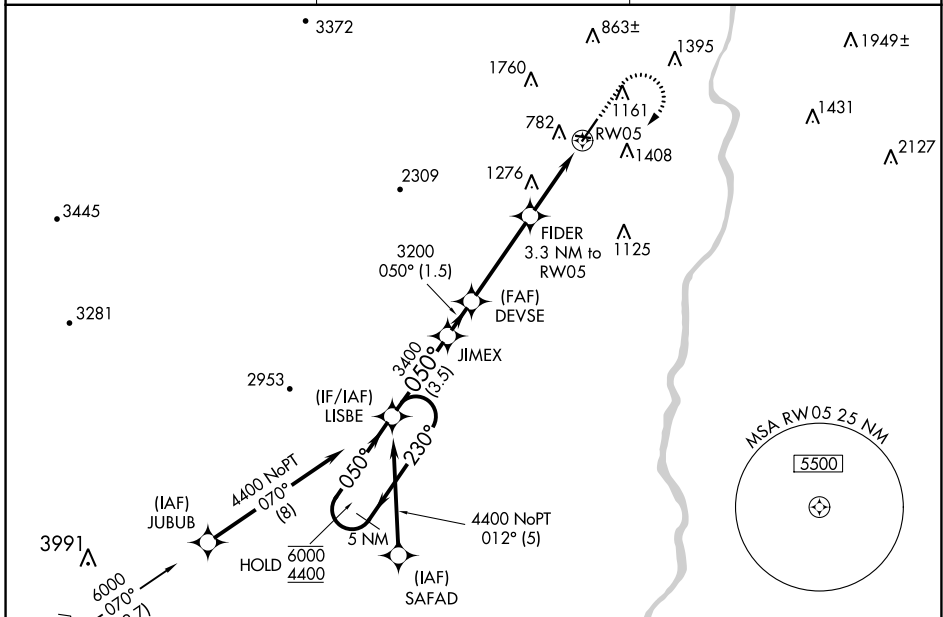 3372
863±
1395
1949±
1760
1161
1431
782
RW05
1408
2127
2309
1276
3445
FIDER
3.3 NM to
RW05
1125
3200
050° (1.5)
(FAF)
DEVSE
3281
JIMEX
3400
050°
(3.5)
2953
(IF/IAF)
LISBE
230°
050°
MSA RW05 25 NM
5500
4400 NoPT
070°
(8)
(IAF)
JUBUB
4400 NoPT
012° (5)
5 NM
HOLD
6000
4400
3991
(IAF)
SAFAD
6000
070°